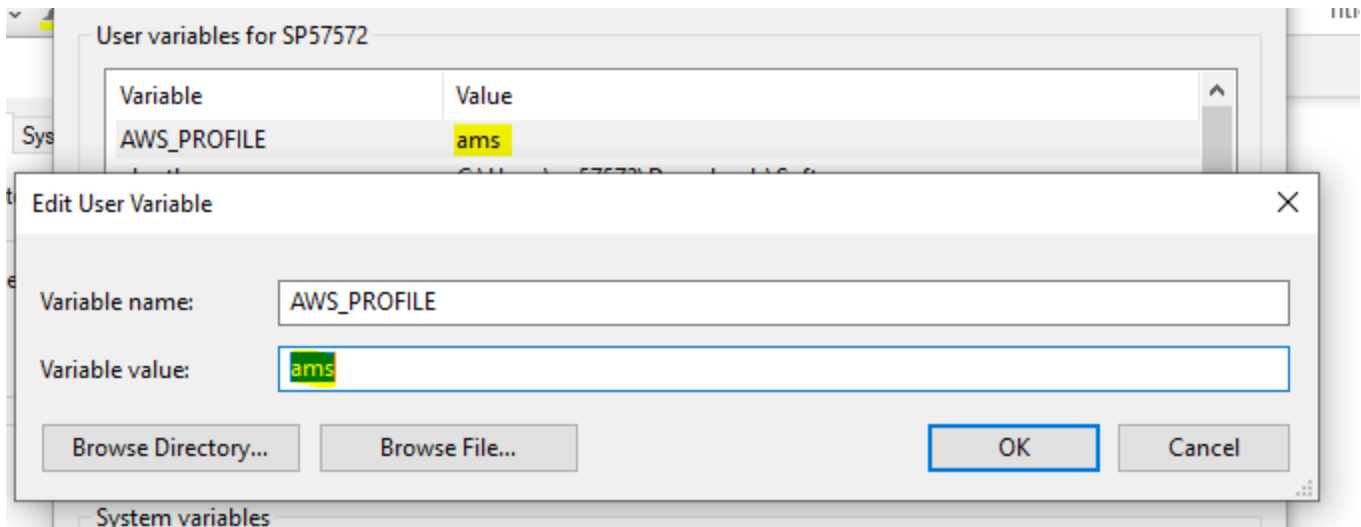 User variables for SP57572
Variable Value
Sys
AWS_PROFILE ams
Edit User Variable
Variable name: AWS_PROFILE
Variable value: ams
Browse Directory... Browse File... OK Cancel
System variables